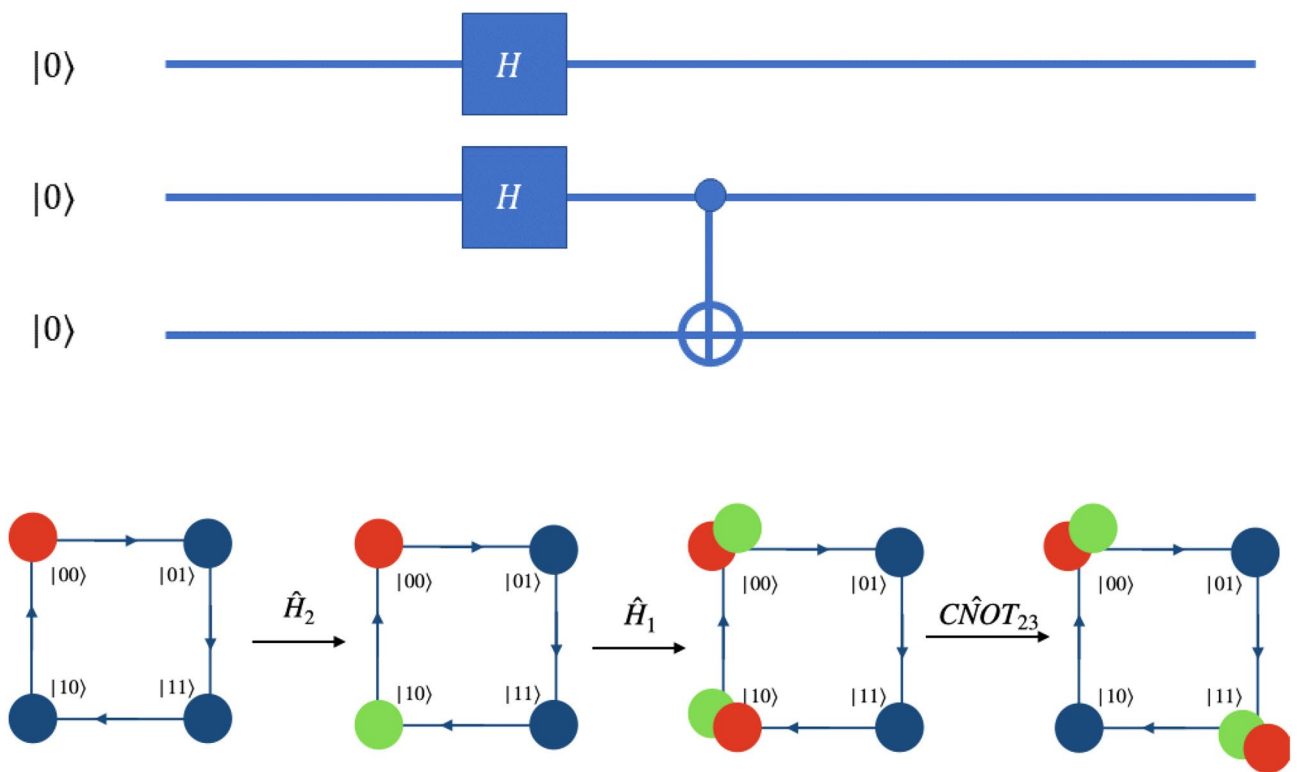 |0⟩ H
|0⟩ H
|0⟩
|00⟩ |01⟩ |00⟩ |01⟩ |00⟩ |01⟩ |00⟩ |01⟩
Ĥ₂ Ĥ₁ CN̂OT₂₃
|10⟩ |11⟩ |10⟩ |11⟩ |10⟩ |11⟩ |10⟩ |11⟩